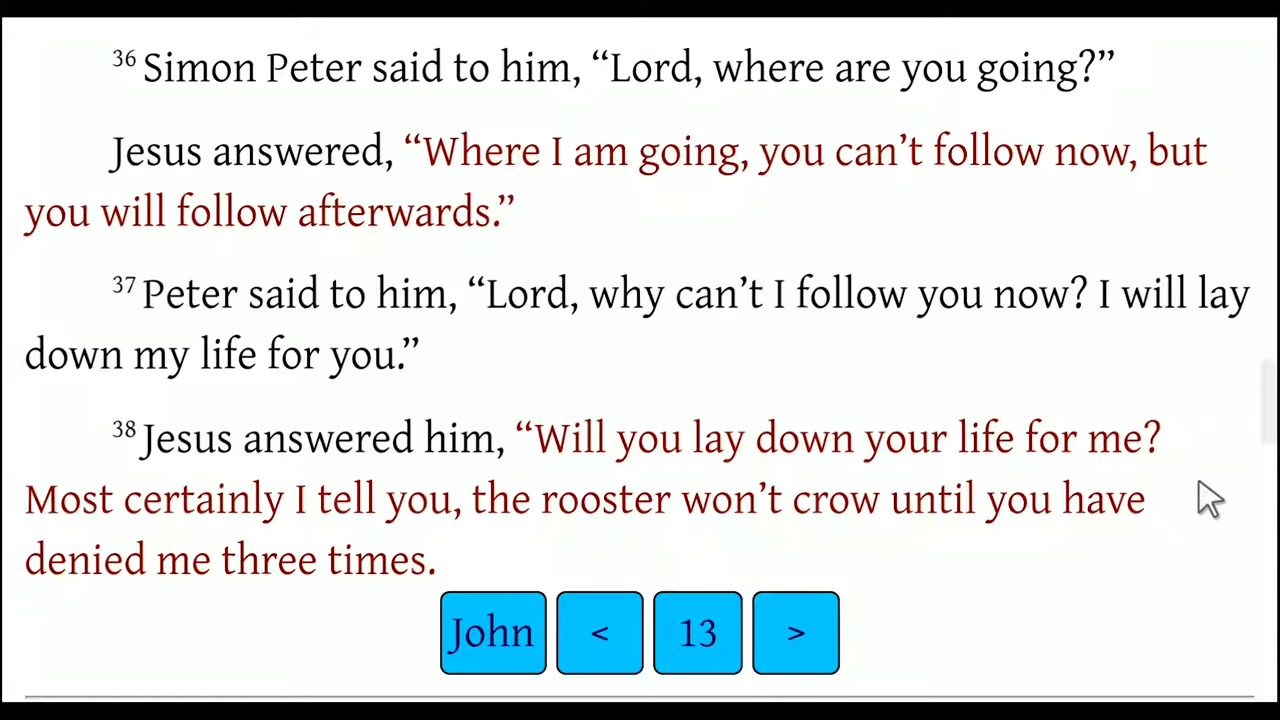 36 Simon Peter said to him, “Lord, where are you going?”
Jesus answered, “Where I am going, you can’t follow now, but
you will follow afterwards.”
37 Peter said to him, “Lord, why can’t I follow you now? I will lay
down my life for you.”
38 Jesus answered him, “Will you lay down your life for me?
Most certainly I tell you, the rooster won’t crow until you have
denied me three times.
John < 13 >